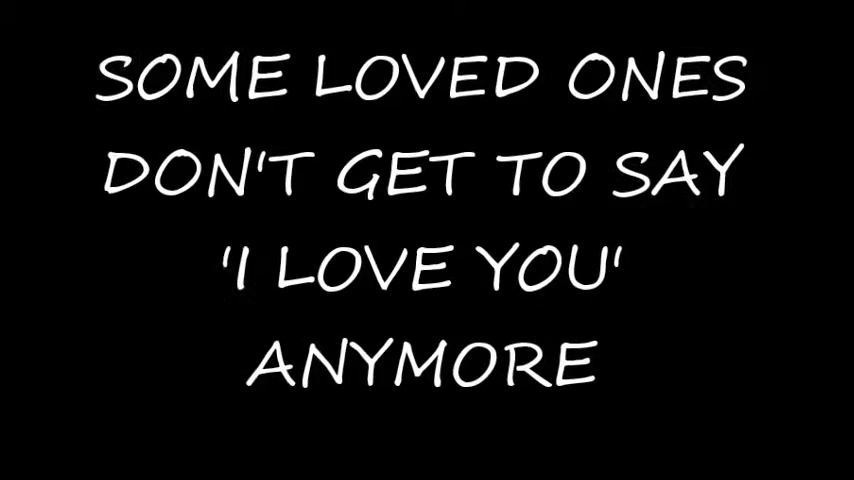 SOME LOVED ONES
DON'T GET TO SAY
'I LOVE YOU'
ANYMORE